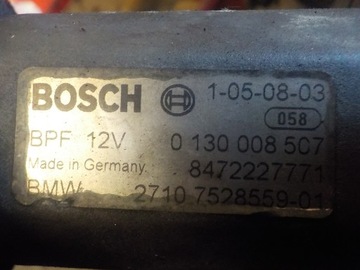 BOSCH 1-05-08-03
058
BPF 12V 0 130 008 507
Made in Germany 8472227771
BMW 2710 7528559-01